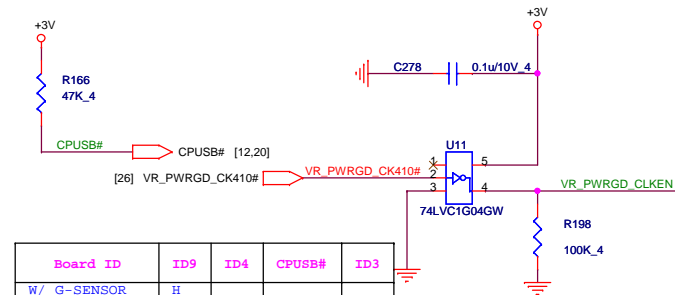 +3V
+3V
R166
47K_4
C278
0.1u/10V_4
CPUSB#
CPUSB# [12,20]
U11
[26] VR_PWRGD_CK410#
VR_PWRGD_CK410#
1
2
3
5
4
VR_PWRGD_CLKEN
74LVC1G04GW
R198
100K_4
Board ID ID9 ID4 CPUSB# ID3
W/ G-SENSOR H